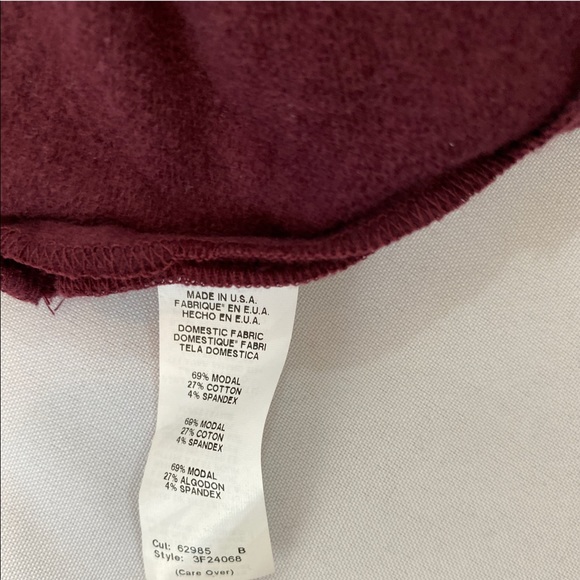 MADE IN U.S.A.
FABRIQUE' EN E.U.A.
HECHO EN E.U.A.
DOMESTIC FABRIC
DOMESTIQUE' FABRI
TELA DOMESTICA
69% MODAL
27% COTTON
4% SPANDEX
69% MODAL
27% COTON
4% SPANDEX
69% MODAL
27% ALGODON
4% SPANDEX
Cut: 62985 B
Style: 3F24068
(Care Over)